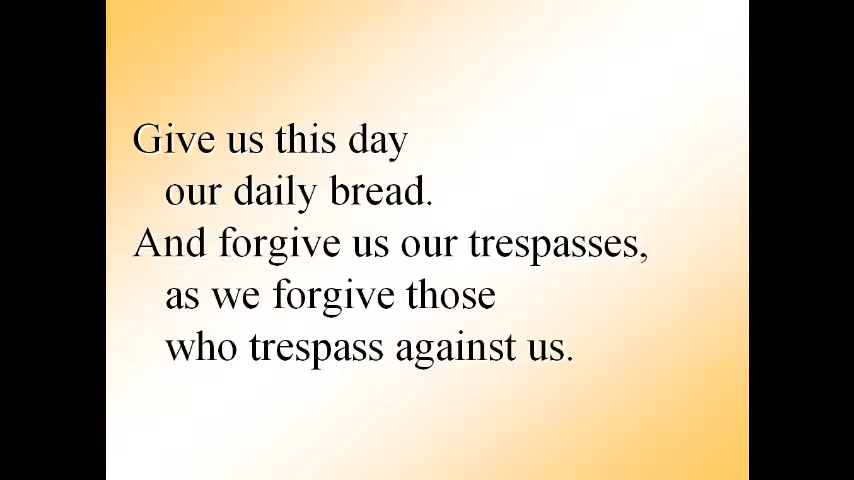 Give us this day
our daily bread.
And forgive us our trespasses,
as we forgive those
who trespass against us.